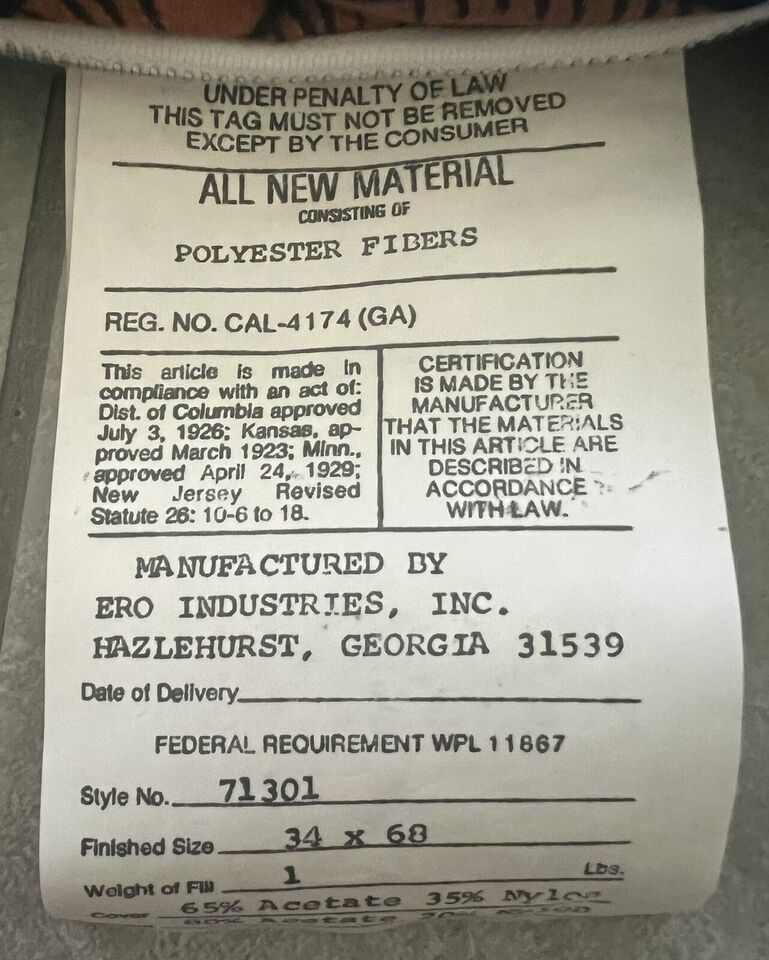 UNDER PENALTY OF LAW
THIS TAG MUST NOT BE REMOVED
EXCEPT BY THE CONSUMER
ALL NEW MATERIAL
CONSISTING OF
POLYESTER FIBERS
REG. NO. CAL-4174 (GA)
This article is made in
compliance with an act of:
Dist. of Columbia approved
July 3, 1926; Kansas, ap-
proved March 1923; Minn.,
approved April 24, 1929;
New Jersey Revised
Statute 26: 10-6 to 18.
CERTIFICATION
IS MADE BY THE
MANUFACTURER
THAT THE MATERIALS
IN THIS ARTICLE ARE
DESCRIBED IN
ACCORDANCE
WITH LAW.
MANUFACTURED BY
ERO INDUSTRIES, INC.
HAZLEHURST, GEORGIA 31539
Date of Delivery
FEDERAL REQUIREMENT WPL 11867
Style No. 71301
Finished Size 34 x 68
Weight of Fill 1 Lbs.
Cover 65% Acetate 35% Nylon
Acetate